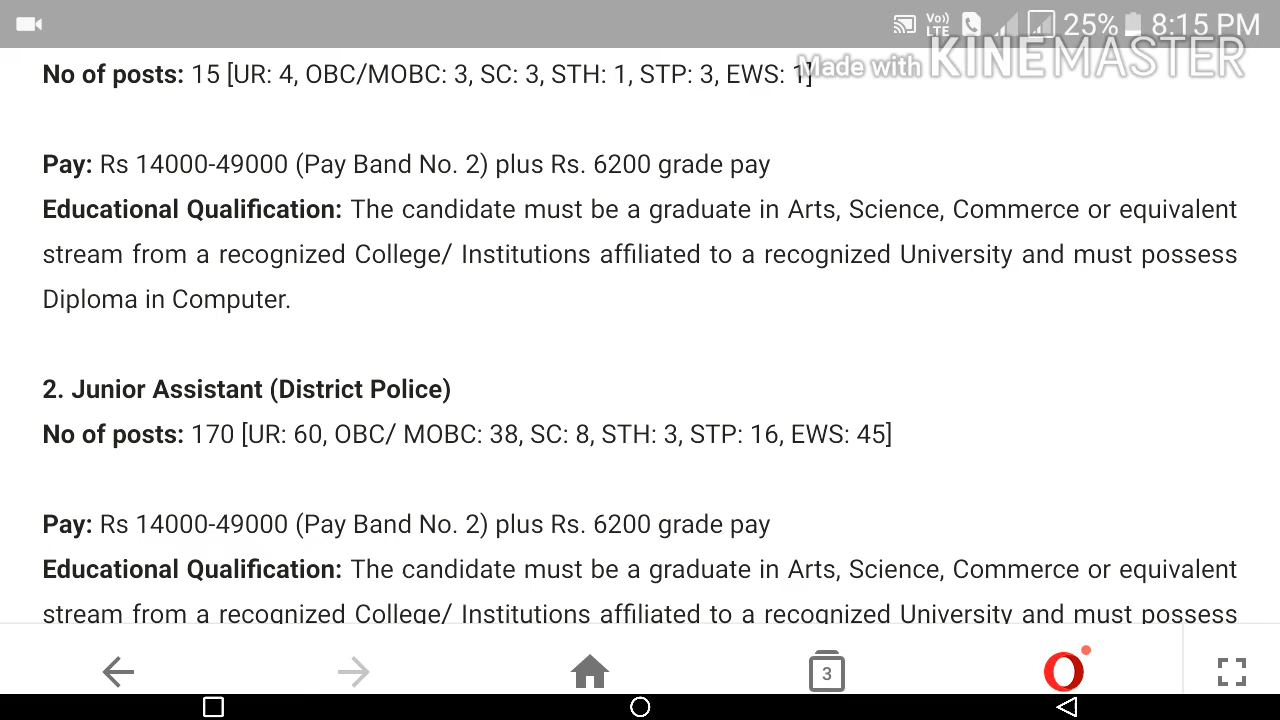 Vo)) LTE 25% 8:15 PM
Made with KINEMASTER
No of posts: 15 [UR: 4, OBC/MOBC: 3, SC: 3, STH: 1, STP: 3, EWS: 1]
Pay: Rs 14000-49000 (Pay Band No. 2) plus Rs. 6200 grade pay
Educational Qualification: The candidate must be a graduate in Arts, Science, Commerce or equivalent
stream from a recognized College/ Institutions affiliated to a recognized University and must possess
Diploma in Computer.
2. Junior Assistant (District Police)
No of posts: 170 [UR: 60, OBC/ MOBC: 38, SC: 8, STH: 3, STP: 16, EWS: 45]
Pay: Rs 14000-49000 (Pay Band No. 2) plus Rs. 6200 grade pay
Educational Qualification: The candidate must be a graduate in Arts, Science, Commerce or equivalent
stream from a recognized College/ Institutions affiliated to a recognized University and must possess
3